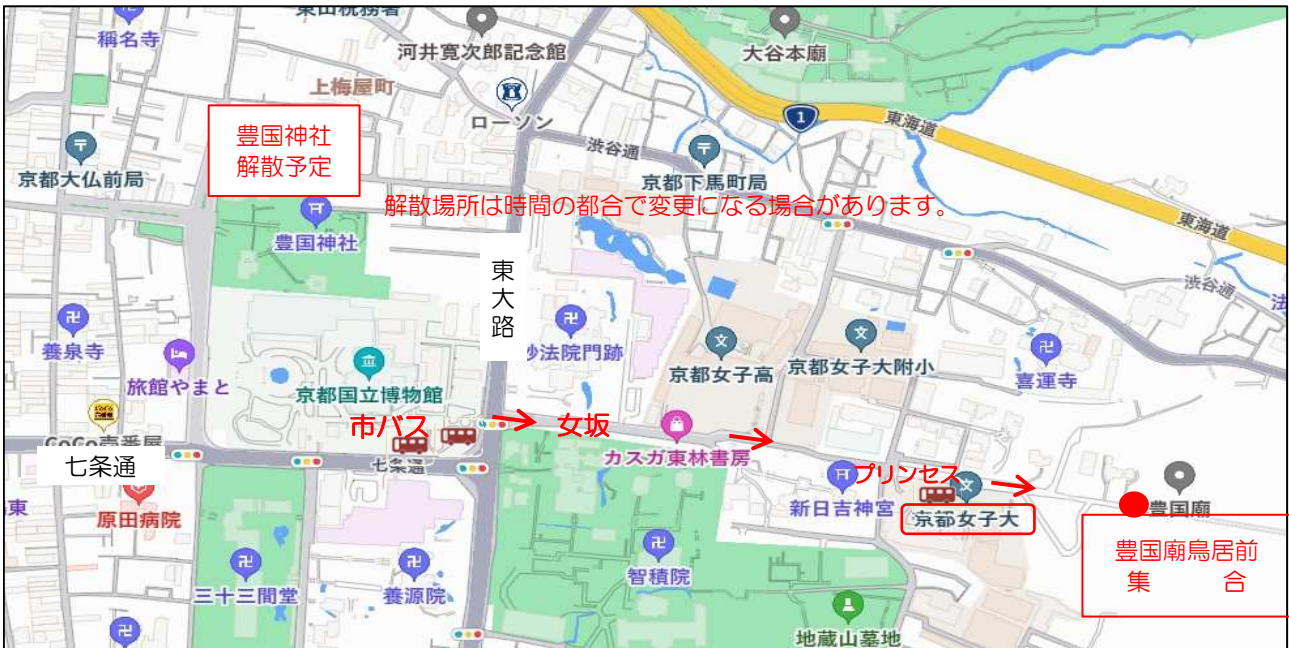 稱名寺
東山税務署
河井寛次郎記念館
大谷本廟
上梅屋町
ローソン
1
東海道
豊国神社
解散予定
渋谷通
京都大仏前局
京都下馬町局
解散場所は時間の都合で変更になる場合があります。
東海道
豊国神社
東
大
路
渋谷通
法
養泉寺
妙法院門跡
旅館やまと
京都国立博物館
京都女子高
京都女子大附小
喜運寺
市バス
女坂
CoCo壱番屋
七条通
七条通
カスガ東林書房
プリンセス
東
原田病院
新日吉神宮
京都女子大
豊国廟
豊国廟鳥居前
集 合
智積院
三十三間堂
養源院
地蔵山墓地